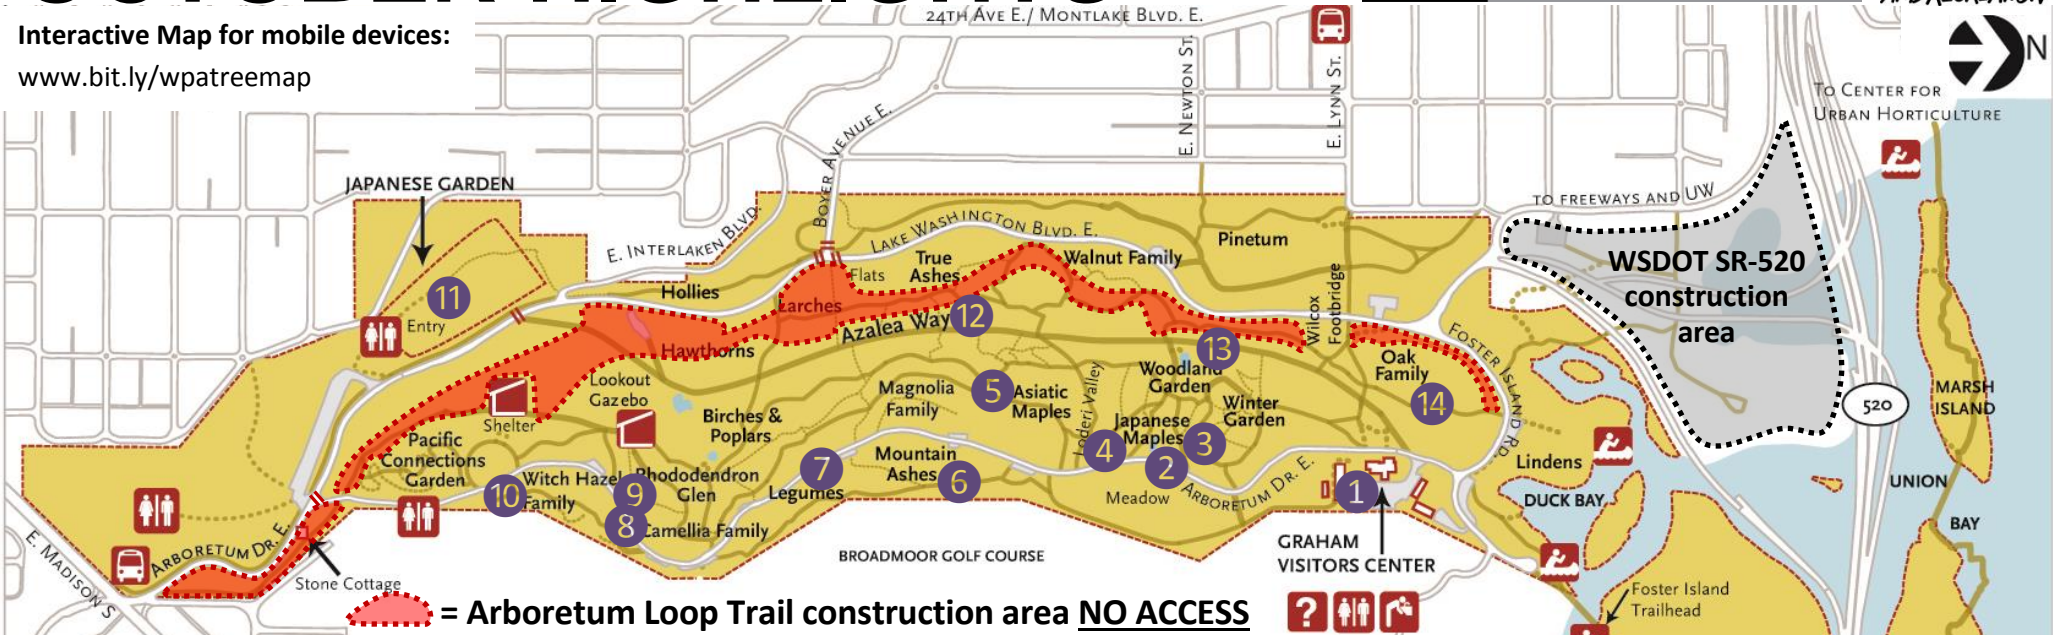 OCTOBER HIGHLIGHTS
Interactive Map for mobile devices:
www.bit.ly/wpatreemap
24TH AVE E./ MONTLAKE BLVD. E.
E. NEWTON ST.
E. LYNN ST.
N
TO CENTER FOR
URBAN HORTICULTURE
BOYER AVENUE E.
JAPANESE GARDEN
E. INTERLAKEN BLVD.
LAKE WASHINGTON BLVD. E.
TO FREEWAYS AND UW
Pinetum
WSDOT SR-520
construction
area
True
Ashes
Walnut Family
Flats
Hollies
Larches
11
Entry
Azalea Way
12
Wilcox
Footbridge
FOSTER ISLAND RD.
Hawthorns
13
Oak
Family
14
Lookout
Gazebo
Woodland
Garden
Magnolia
Family
5
Asiatic
Maples
Loderi Valley
MARSH
ISLAND
520
Shelter
Birches &
Poplars
Winter
Garden
Japanese
Maples
3
4
2
Pacific
Connections
Garden
Mountain
Ashes
6
7
Legumes
Rhododendron
Glen
Witch Hazel
Family
10
9
8
Camellia Family
Meadow
ARBORETUM DR. E.
1
Lindens
DUCK BAY
UNION
BAY
ARBORETUM DR. E.
E. MADISON S
Stone Cottage
BROADMOOR GOLF COURSE
GRAHAM
VISITORS CENTER
?
Foster Island
Trailhead
= Arboretum Loop Trail construction area NO ACCESS